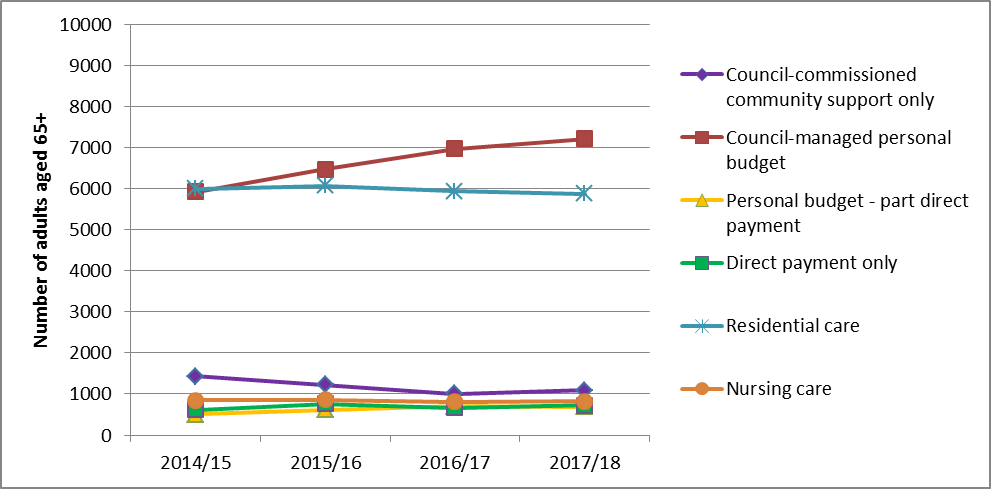 10000
9000
8000
7000
6000
5000
4000
3000
2000
1000
0
Number of adults aged 65+
2014/15
2015/16
2016/17
2017/18
Council-commissioned
community support only
Council-managed personal
budget
Personal budget - part direct
payment
Direct payment only
Residential care
Nursing care